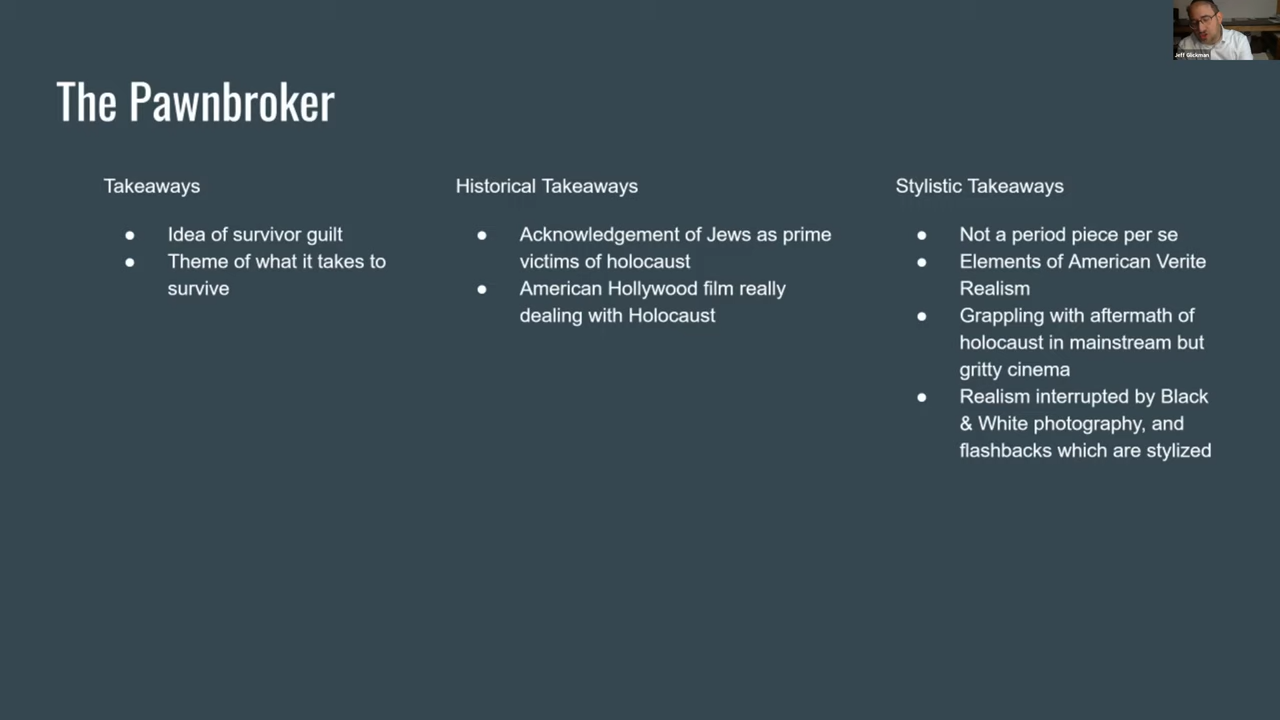 The Pawnbroker
Takeaways
● Idea of survivor guilt
● Theme of what it takes to
survive
Historical Takeaways
● Acknowledgement of Jews as prime
victims of holocaust
● American Hollywood film really
dealing with Holocaust
Stylistic Takeaways
● Not a period piece per se
● Elements of American Verite
Realism
● Grappling with aftermath of
holocaust in mainstream but
gritty cinema
● Realism interrupted by Black
& White photography, and
flashbacks which are stylized
Jeff Glickman